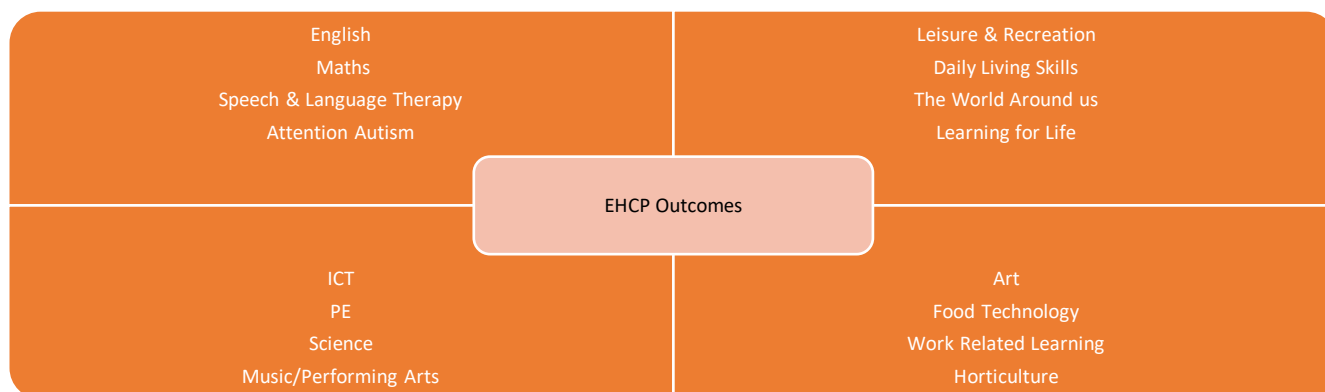 English
Maths
Speech & Language Therapy
Attention Autism
Leisure & Recreation
Daily Living Skills
The World Around us
Learning for Life
EHCP Outcomes
ICT
PE
Science
Music/Performing Arts
Art
Food Technology
Work Related Learning
Horticulture